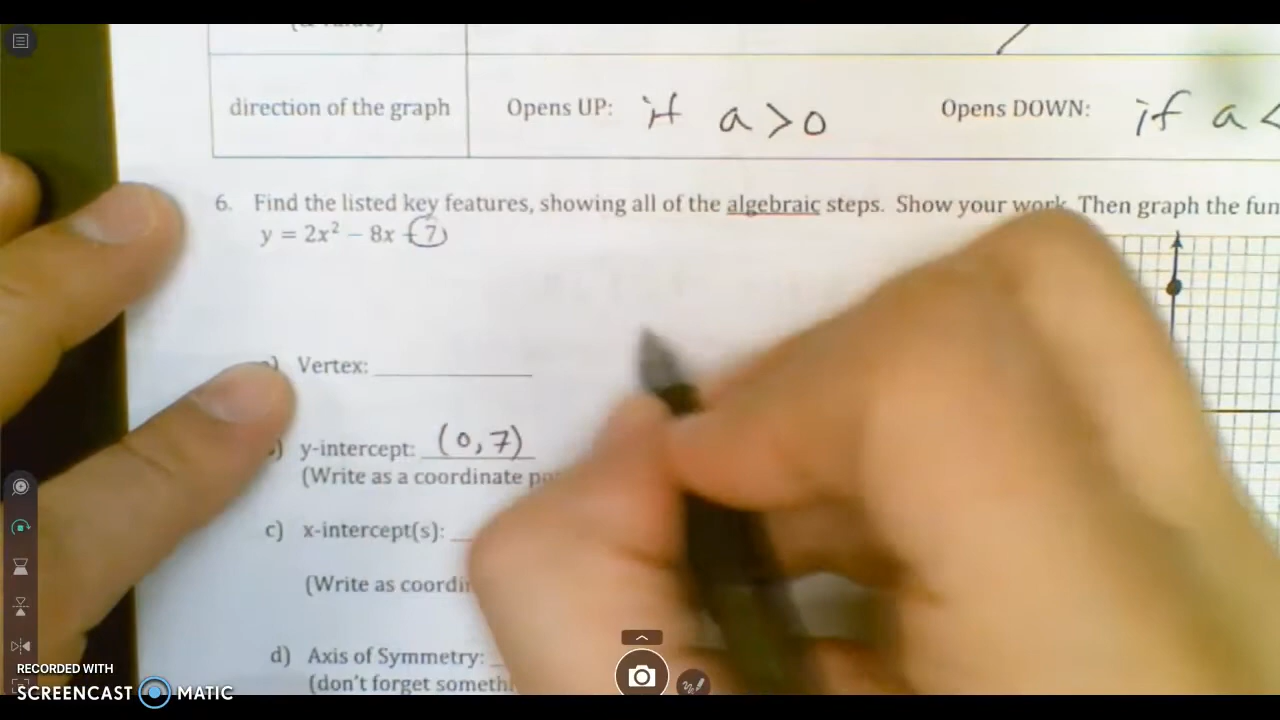 direction of the graph Opens UP: if a > 0 Opens DOWN: if a <
6. Find the listed key features, showing all of the algebraic steps. Show your work. Then graph the fun
y = 2x² - 8x + 7
Vertex:
y-intercept: (0, 7)
(Write as a coordinate
c) x-intercept(s):
(Write as
d) Axis of Symmetry:
(don't forget
RECORDED WITH
SCREENCAST MATIC